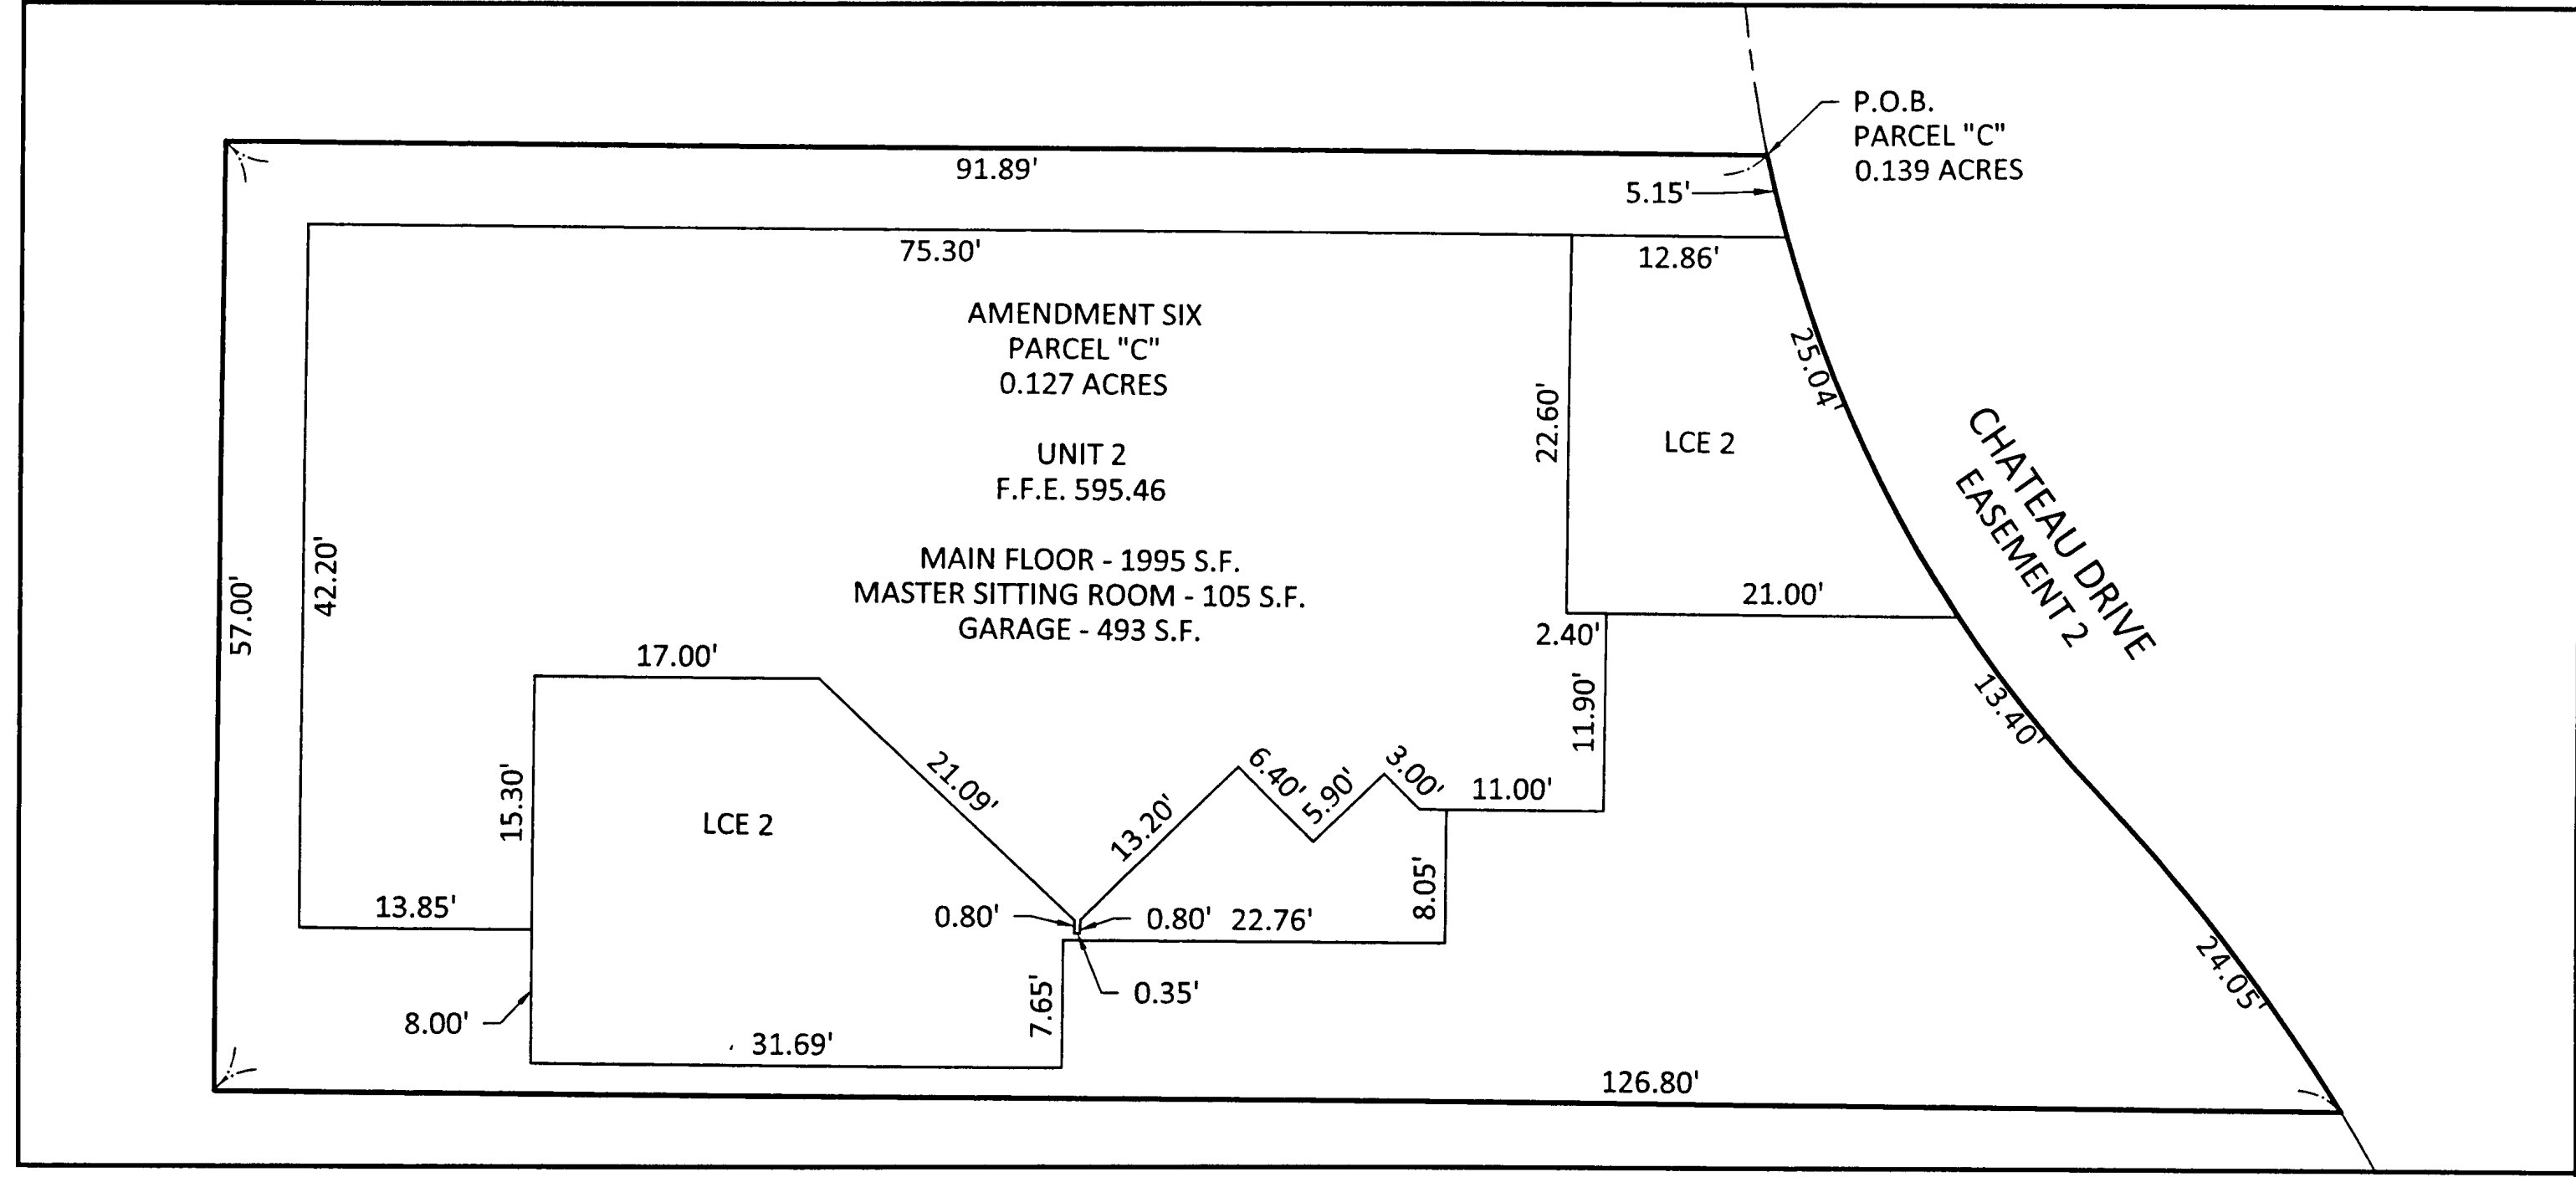 P.O.B.
PARCEL "C"
0.139 ACRES
91.89'
5.15'
75.30'
12.86'
AMENDMENT SIX
PARCEL "C"
0.127 ACRES
UNIT 2
F.F.E. 595.46
MAIN FLOOR - 1995 S.F.
MASTER SITTING ROOM - 105 S.F.
GARAGE - 493 S.F.
22.60'
LCE 2
25.04'
CHATEAU DRIVE
EASEMENT 2
57.00'
42.20'
21.00'
2.40'
17.00'
11.90'
13.40'
15.30'
LCE 2
21.09'
13.20'
6.40'
5.90'
3.00'
11.00'
13.85'
0.80'
0.80'
22.76'
8.05'
24.05'
8.00'
7.65'
0.35'
31.69'
126.80'